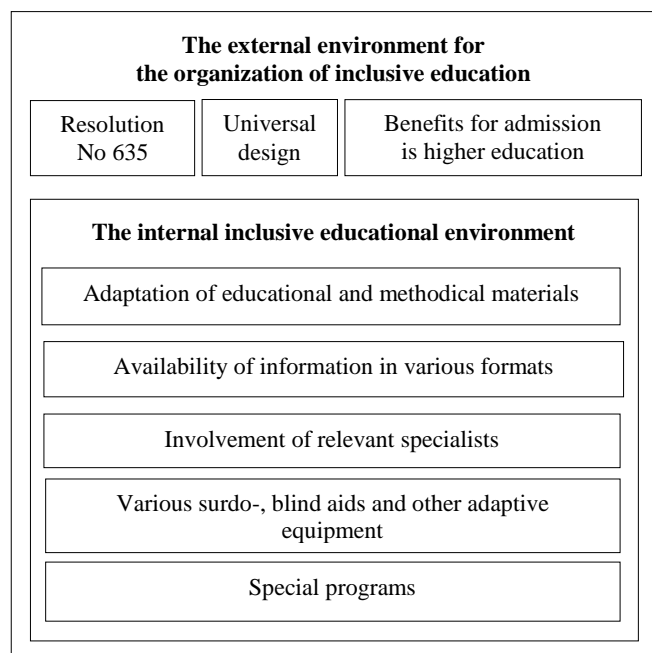 The external environment for
the organization of inclusive education
Resolution
No 635
Universal
design
Benefits for admission
is higher education
The internal inclusive educational environment
Adaptation of educational and methodical materials
Availability of information in various formats
Involvement of relevant specialists
Various surdo-, blind aids and other adaptive
equipment
Special programs